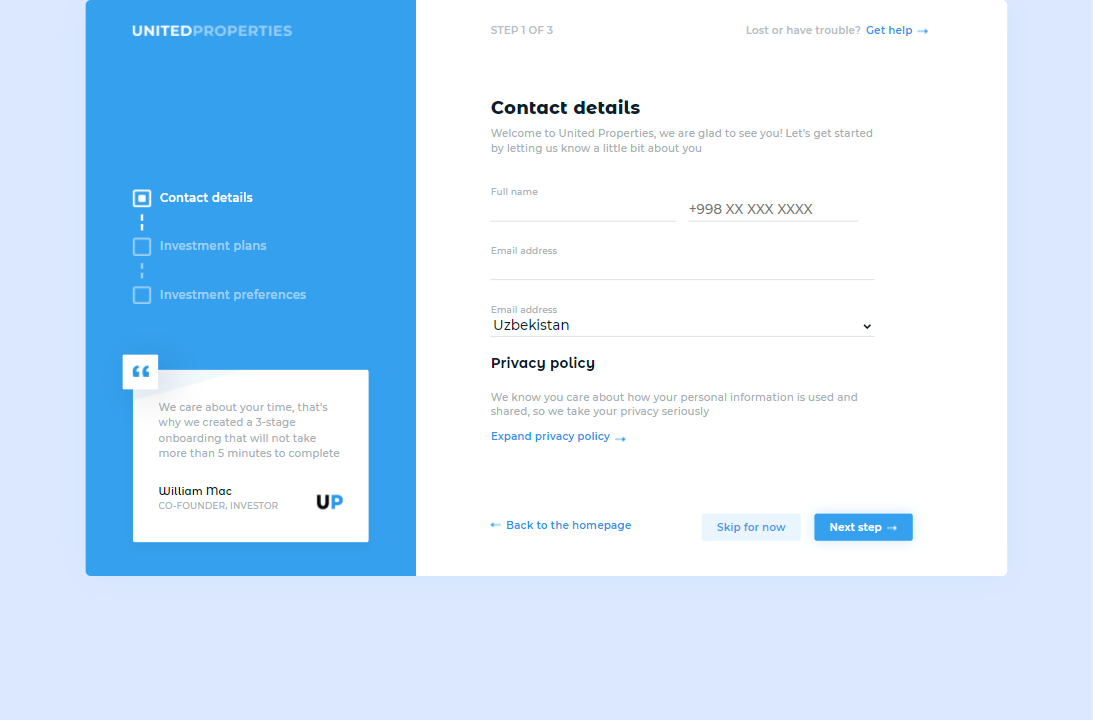 UNITEDPROPERTIES
Contact details
Investment plans
Investment preferences
“
We care about your time, that's
why we created a 3-stage
onboarding that will not take
more than 5 minutes to complete
William Mac
CO-FOUNDER, INVESTOR
UP
STEP 1 OF 3
Lost or have trouble? Get help →
Contact details
Welcome to United Properties, we are glad to see you! Let's get started
by letting us know a little bit about you
Full name
+998 XX XXX XXXX
Email address
Email address
Uzbekistan
Privacy policy
We know you care about how your personal information is used and
shared, so we take your privacy seriously
Expand privacy policy →
← Back to the homepage
Skip for now
Next step →